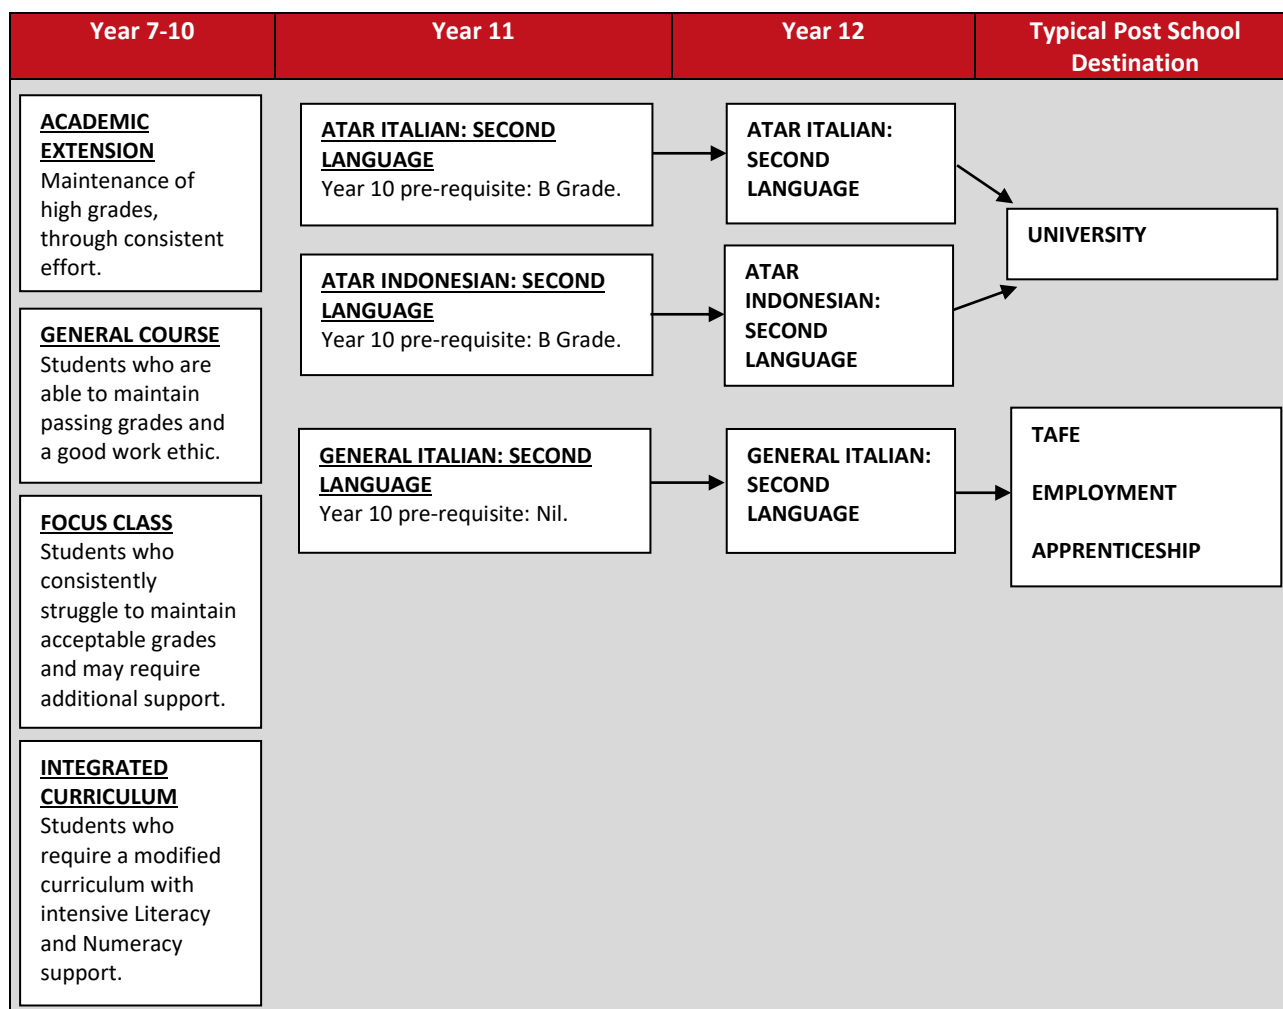 Year 7-10
Year 11
Year 12
Typical Post School
Destination
ACADEMIC
EXTENSION
Maintenance of
high grades,
through consistent
effort.
GENERAL COURSE
Students who are
able to maintain
passing grades and
a good work ethic.
FOCUS CLASS
Students who
consistently
struggle to maintain
acceptable grades
and may require
additional support.
INTEGRATED
CURRICULUM
Students who
require a modified
curriculum with
intensive Literacy
and Numeracy
support.
ATAR ITALIAN: SECOND
LANGUAGE
Year 10 pre-requisite: B Grade.
ATAR INDONESIAN: SECOND
LANGUAGE
Year 10 pre-requisite: B Grade.
GENERAL ITALIAN: SECOND
LANGUAGE
Year 10 pre-requisite: Nil.
ATAR ITALIAN:
SECOND
LANGUAGE
ATAR
INDONESIAN:
SECOND
LANGUAGE
GENERAL ITALIAN:
SECOND
LANGUAGE
UNIVERSITY
TAFE
EMPLOYMENT
APPRENTICESHIP